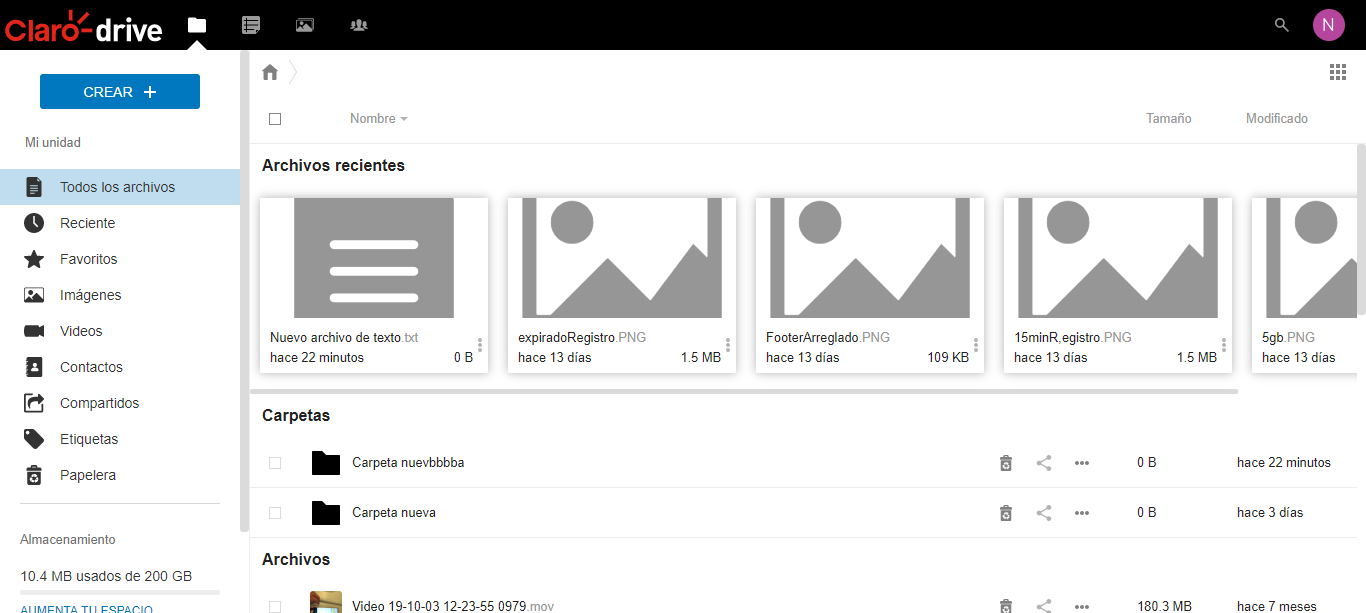 Claro drive
N
CREAR +
Mi unidad
Todos los archivos
Reciente
Favoritos
Imágenes
Videos
Contactos
Compartidos
Etiquetas
Papelera
Almacenamiento
10.4 MB usados de 200 GB
AUMENTA TU ESPACIO
Nombre Tamaño Modificado
Archivos recientes
Nuevo archivo de texto.txt
hace 22 minutos 0 B
expiradoRegistro.PNG
hace 13 días 1.5 MB
FooterArreglado.PNG
hace 13 días 109 KB
15minR,egistro.PNG
hace 13 días 1.5 MB
5gb.PNG
hace 13 días
Carpetas
Carpeta nuevbbbba 0 B hace 22 minutos
Carpeta nueva 0 B hace 3 días
Archivos
Video 19-10-03 12-23-55 0979.mov 180.3 MB hace 7 meses